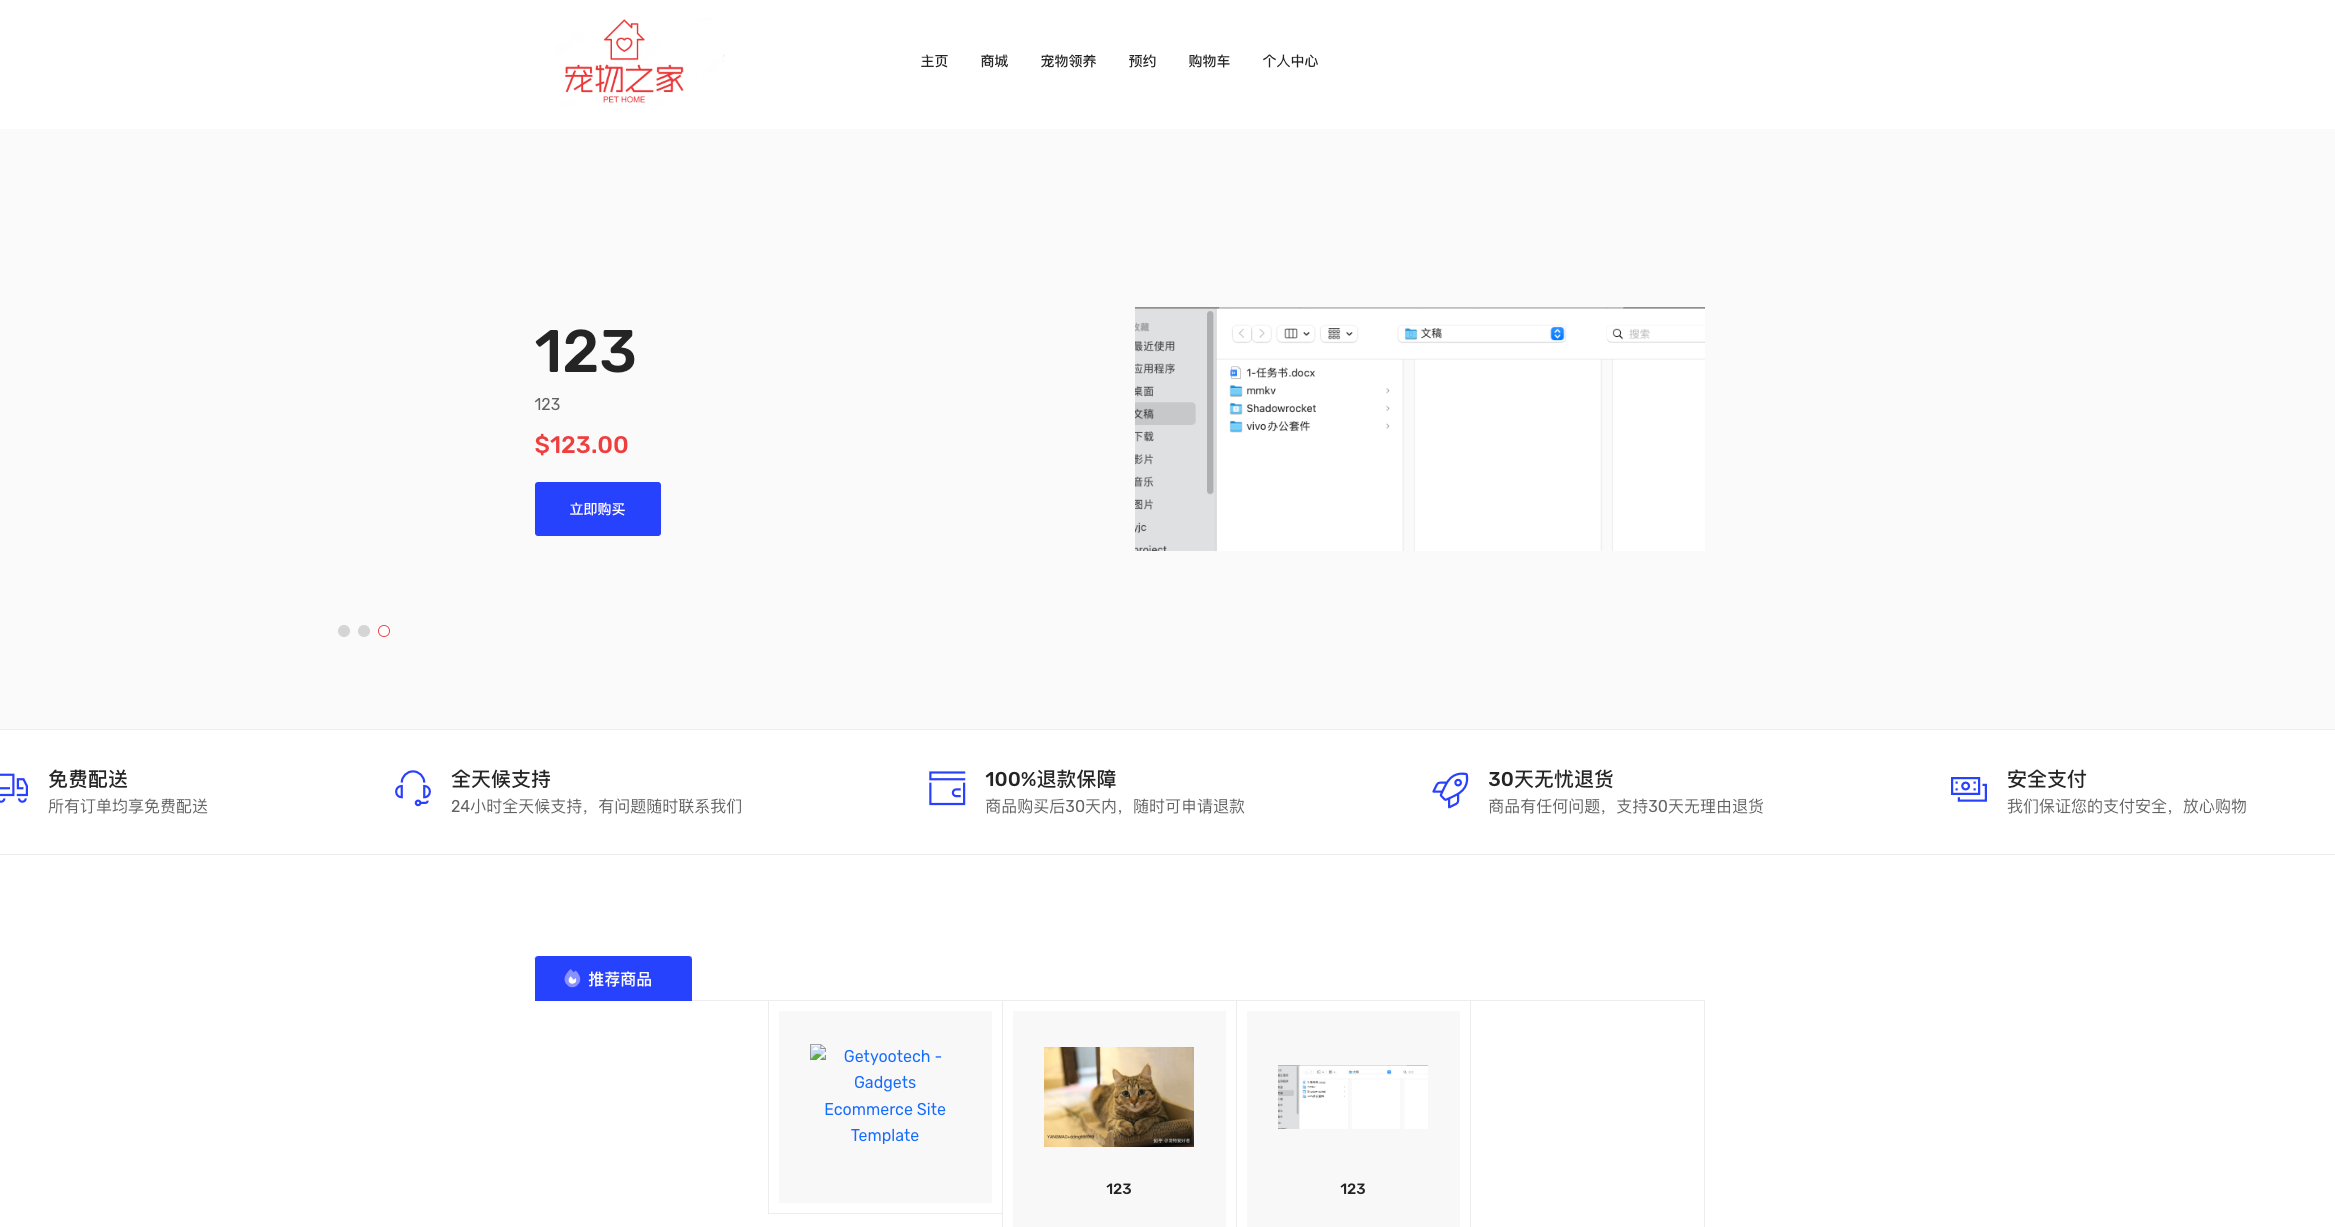 宠物之家
PET HOME
主页
商城
宠物领养
预约
购物车
个人中心
123
123
$123.00
立即购买
最近使用
应用程序
桌面
文稿
下载
影片
音乐
图片
yjc
project
文稿
搜索
1-任务书.docx
mmkv
Shadowrocket
vivo办公套件
免费配送
所有订单均享免费配送
全天候支持
24小时全天候支持，有问题随时联系我们
100%退款保障
商品购买后30天内，随时可申请退款
30天无忧退货
商品有任何问题，支持30天无理由退货
安全支付
我们保证您的支付安全，放心购物
推荐商品
Getyootech -
Gadgets
Ecommerce Site
Template
123
123